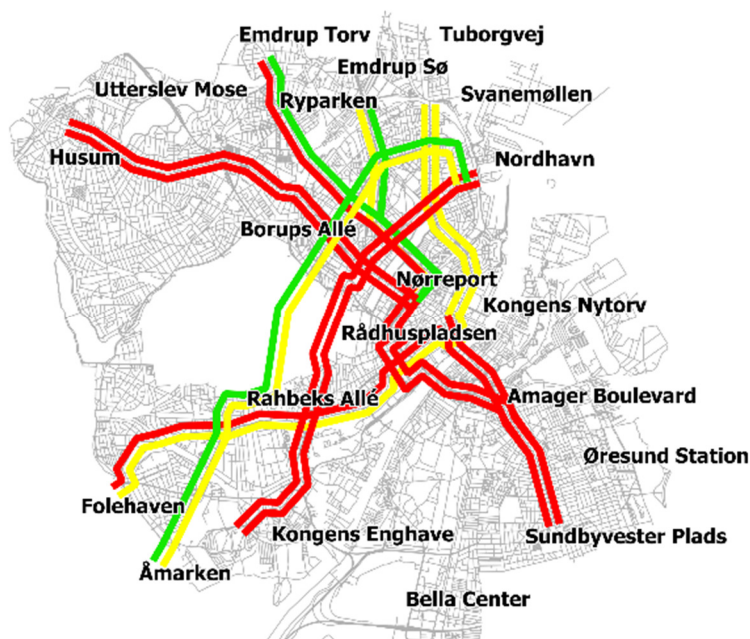 Emdrup Torv
Tuborgvej
Emdrup Sø
Utterslev Mose
Ryparken
Svanemøllen
Husum
Nordhavn
Borups Allé
Nørreport
Kongens Nytorv
Rådhuspladsen
Rahbeks Allé
Amager Boulevard
Øresund Station
Folehaven
Kongens Enghave
Sundbyvester Plads
Åmarken
Bella Center